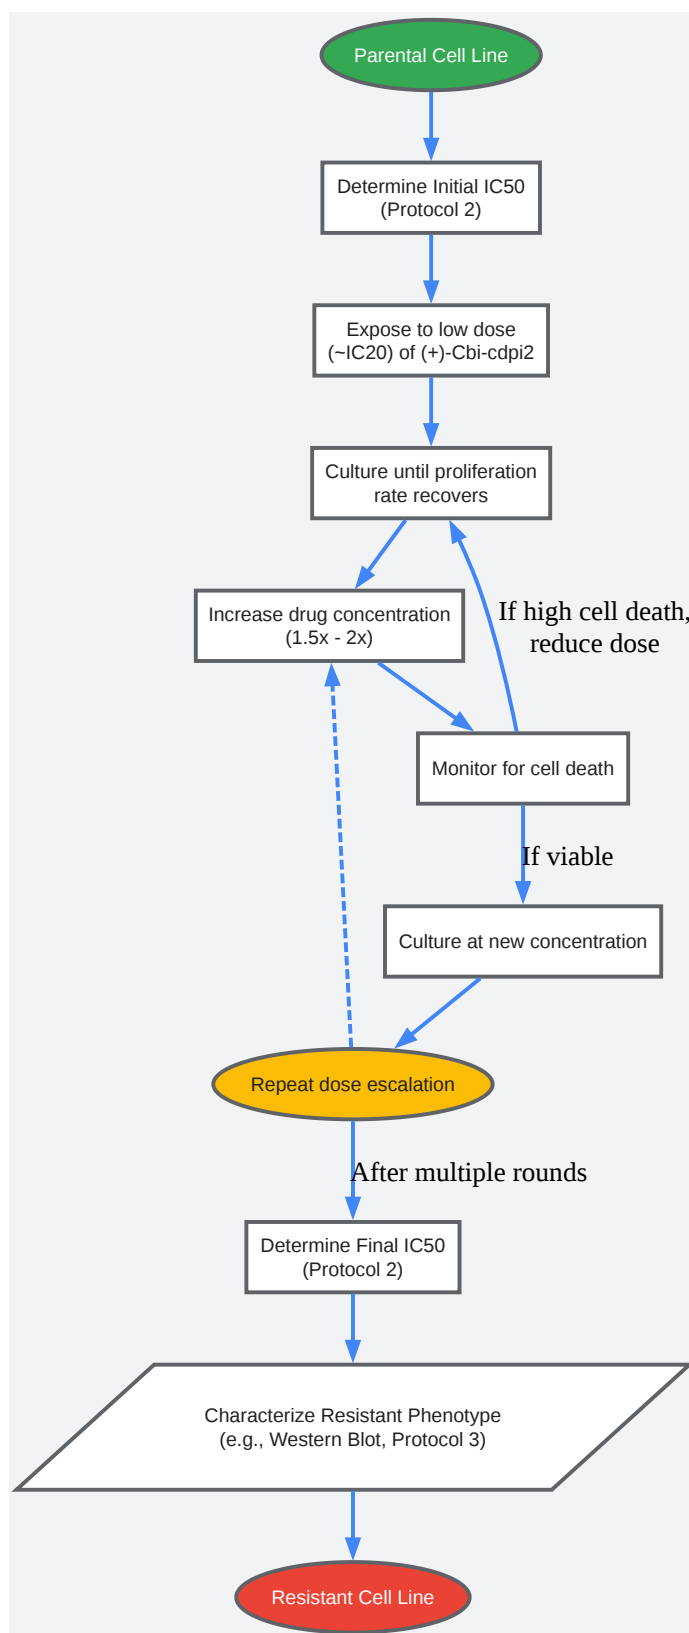 Parental Cell Line
Determine Initial IC50
(Protocol 2)
Expose to low dose
(~IC20) of (+)-Cbi-cdpi2
Culture until proliferation
rate recovers
Increase drug concentration
(1.5x - 2x)
If high cell death,
reduce dose
Monitor for cell death
If viable
Culture at new concentration
Repeat dose escalation
After multiple rounds
Determine Final IC50
(Protocol 2)
Characterize Resistant Phenotype
(e.g., Western Blot, Protocol 3)
Resistant Cell Line